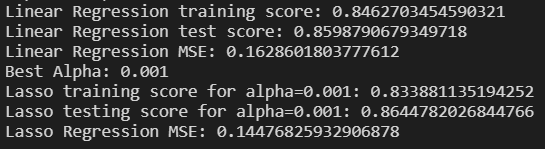 Linear Regression training score: 0.8462703454590321
Linear Regression test score: 0.8598790679349718
Linear Regression MSE: 0.1628601803777612
Best Alpha: 0.001
Lasso training score for alpha=0.001: 0.833881135194252
Lasso testing score for alpha=0.001: 0.8644782026844766
Lasso Regression MSE: 0.14476825932906878